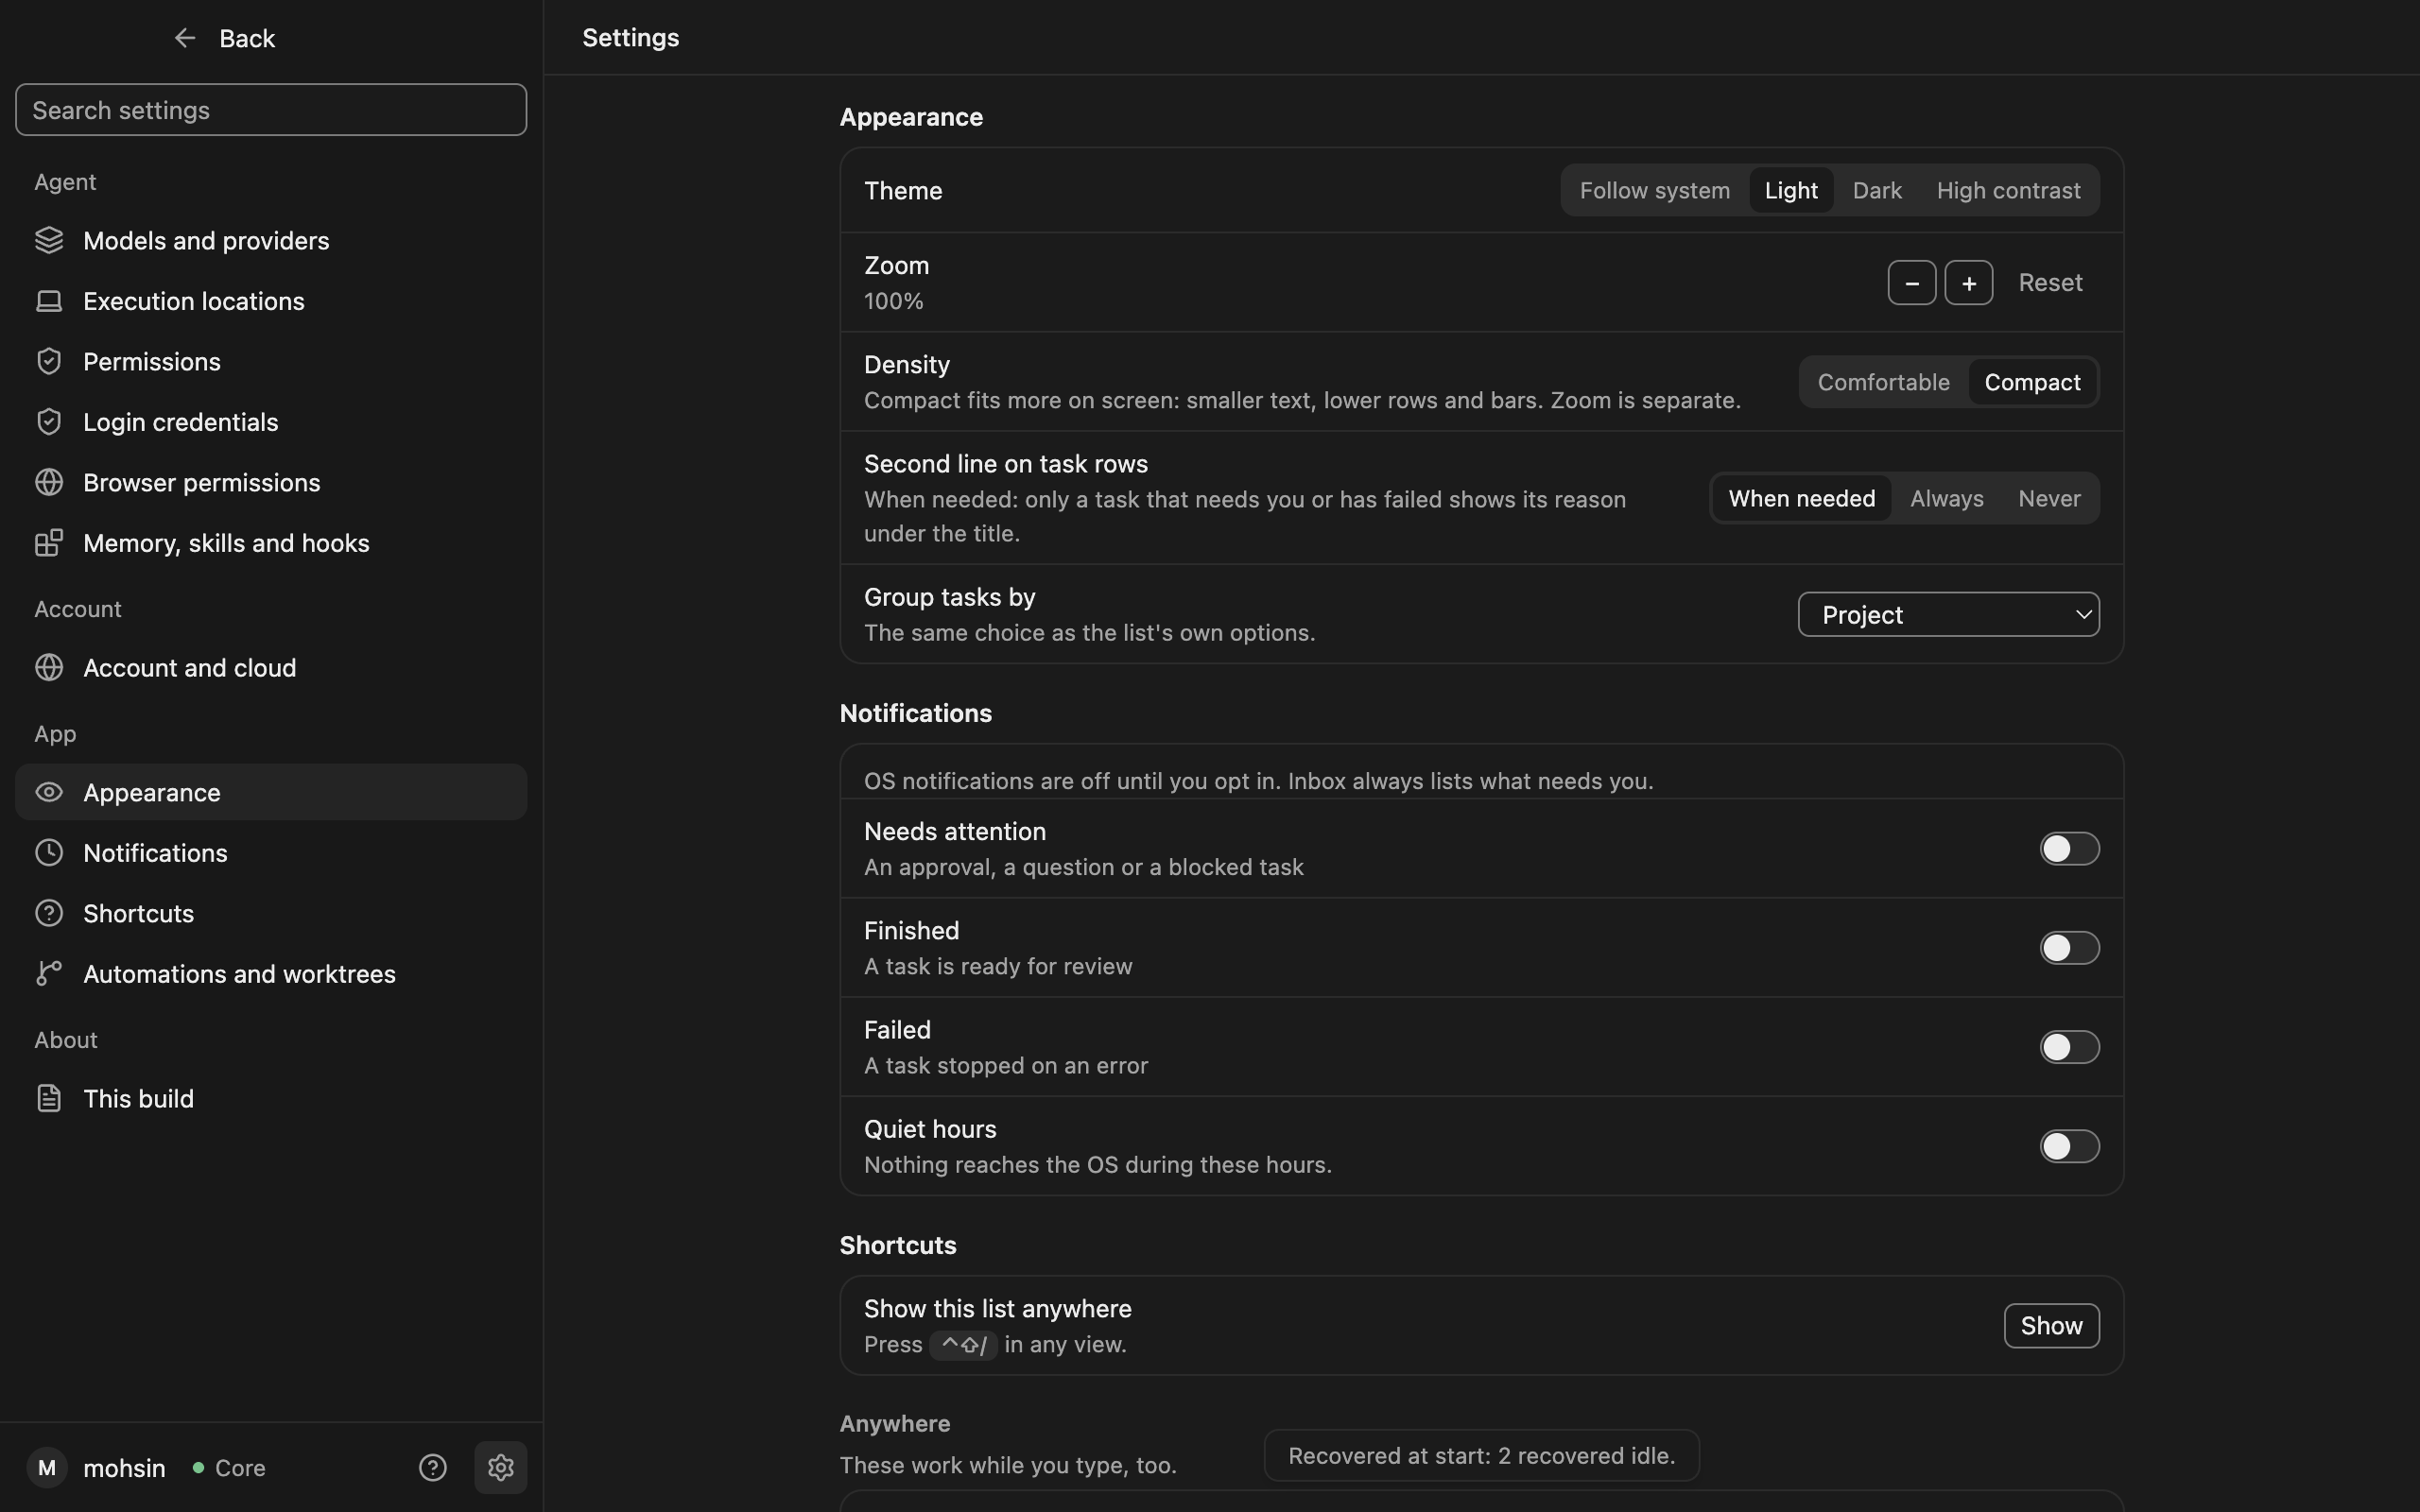 Back
Search settings
Agent
Models and providers
Execution locations
Permissions
Login credentials
Browser permissions
Memory, skills and hooks
Account
Account and cloud
App
Appearance
Notifications
Shortcuts
Automations and worktrees
About
This build
M mohsin Core
Settings
Appearance
Theme
Follow system Light Dark High contrast
Zoom
100%
− + Reset
Density
Compact fits more on screen: smaller text, lower rows and bars. Zoom is separate.
Comfortable Compact
Second line on task rows
When needed: only a task that needs you or has failed shows its reason
under the title.
When needed Always Never
Group tasks by
The same choice as the list's own options.
Project
Notifications
OS notifications are off until you opt in. Inbox always lists what needs you.
Needs attention
An approval, a question or a blocked task
Finished
A task is ready for review
Failed
A task stopped on an error
Quiet hours
Nothing reaches the OS during these hours.
Shortcuts
Show this list anywhere
Press ^⇧/ in any view.
Show
Anywhere
These work while you type, too.
Recovered at start: 2 recovered idle.